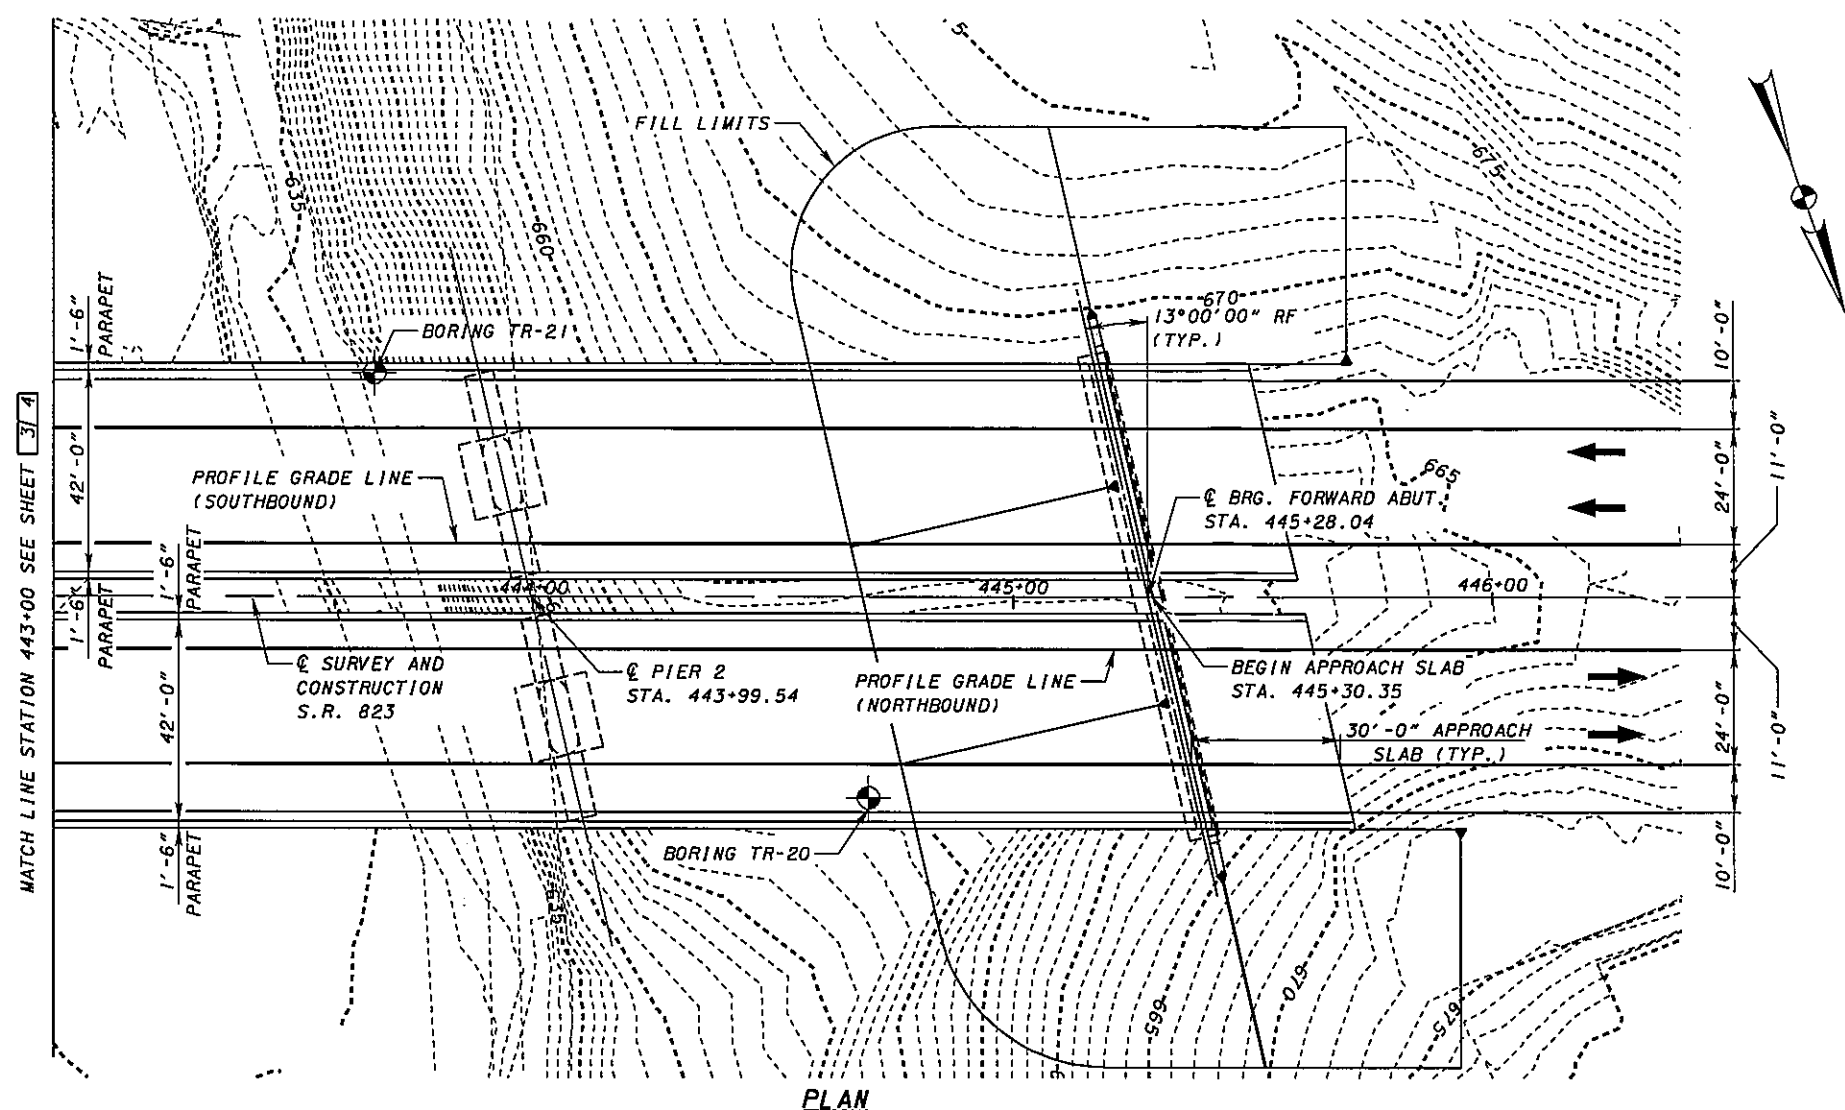 5
FILL LIMITS
675
635
660
1'-6"
PARAPET
BORING TR-21
670
13°00'00" RF
(TYP.)
10'-0"
MATCH LINE STATION 443+00 SEE SHEET 3/4
42'-0"
PROFILE GRADE LINE
(SOUTHBOUND)
665
24'-0"
11'-0"
℄ BRG. FORWARD ABUT.
STA. 445+28.04
1'-6"
PARAPET
444+00
445+00
446+00
1'-6"
PARAPET
℄ SURVEY AND
CONSTRUCTION
S.R. 823
℄ PIER 2
STA. 443+99.54
PROFILE GRADE LINE
(NORTHBOUND)
BEGIN APPROACH SLAB
STA. 445+30.35
42'-0"
30'-0" APPROACH
SLAB (TYP.)
24'-0"
11'-0"
BORING TR-20
1'-6"
PARAPET
10'-0"
635
665
670
675
PLAN